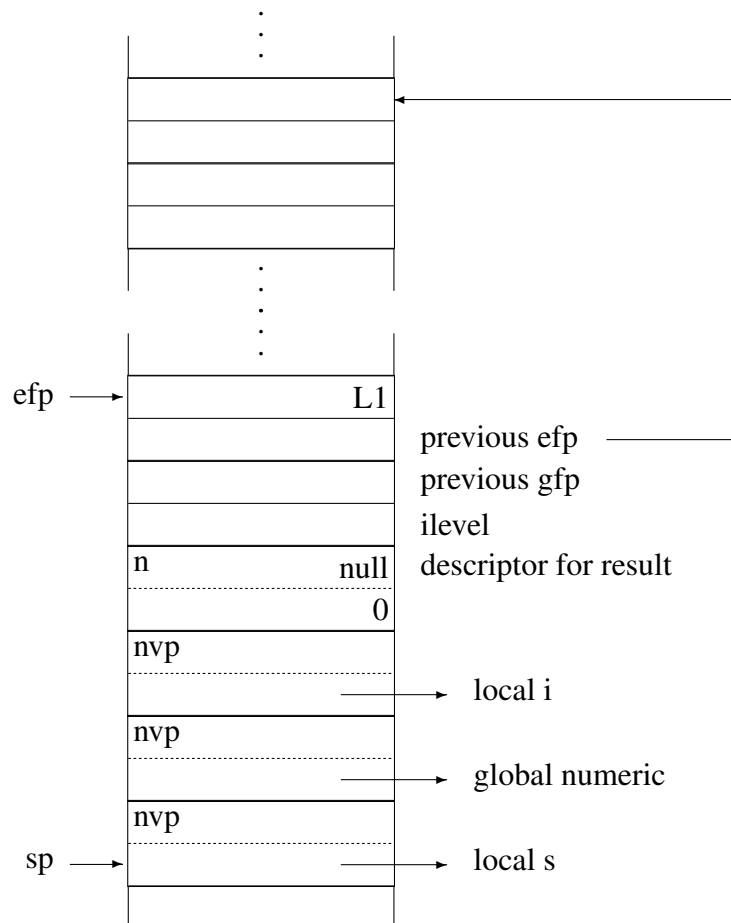 efp L1
previous efp
previous gfp
ilevel
n null descriptor for result
0
nvp
local i
nvp
global numeric
nvp
sp local s